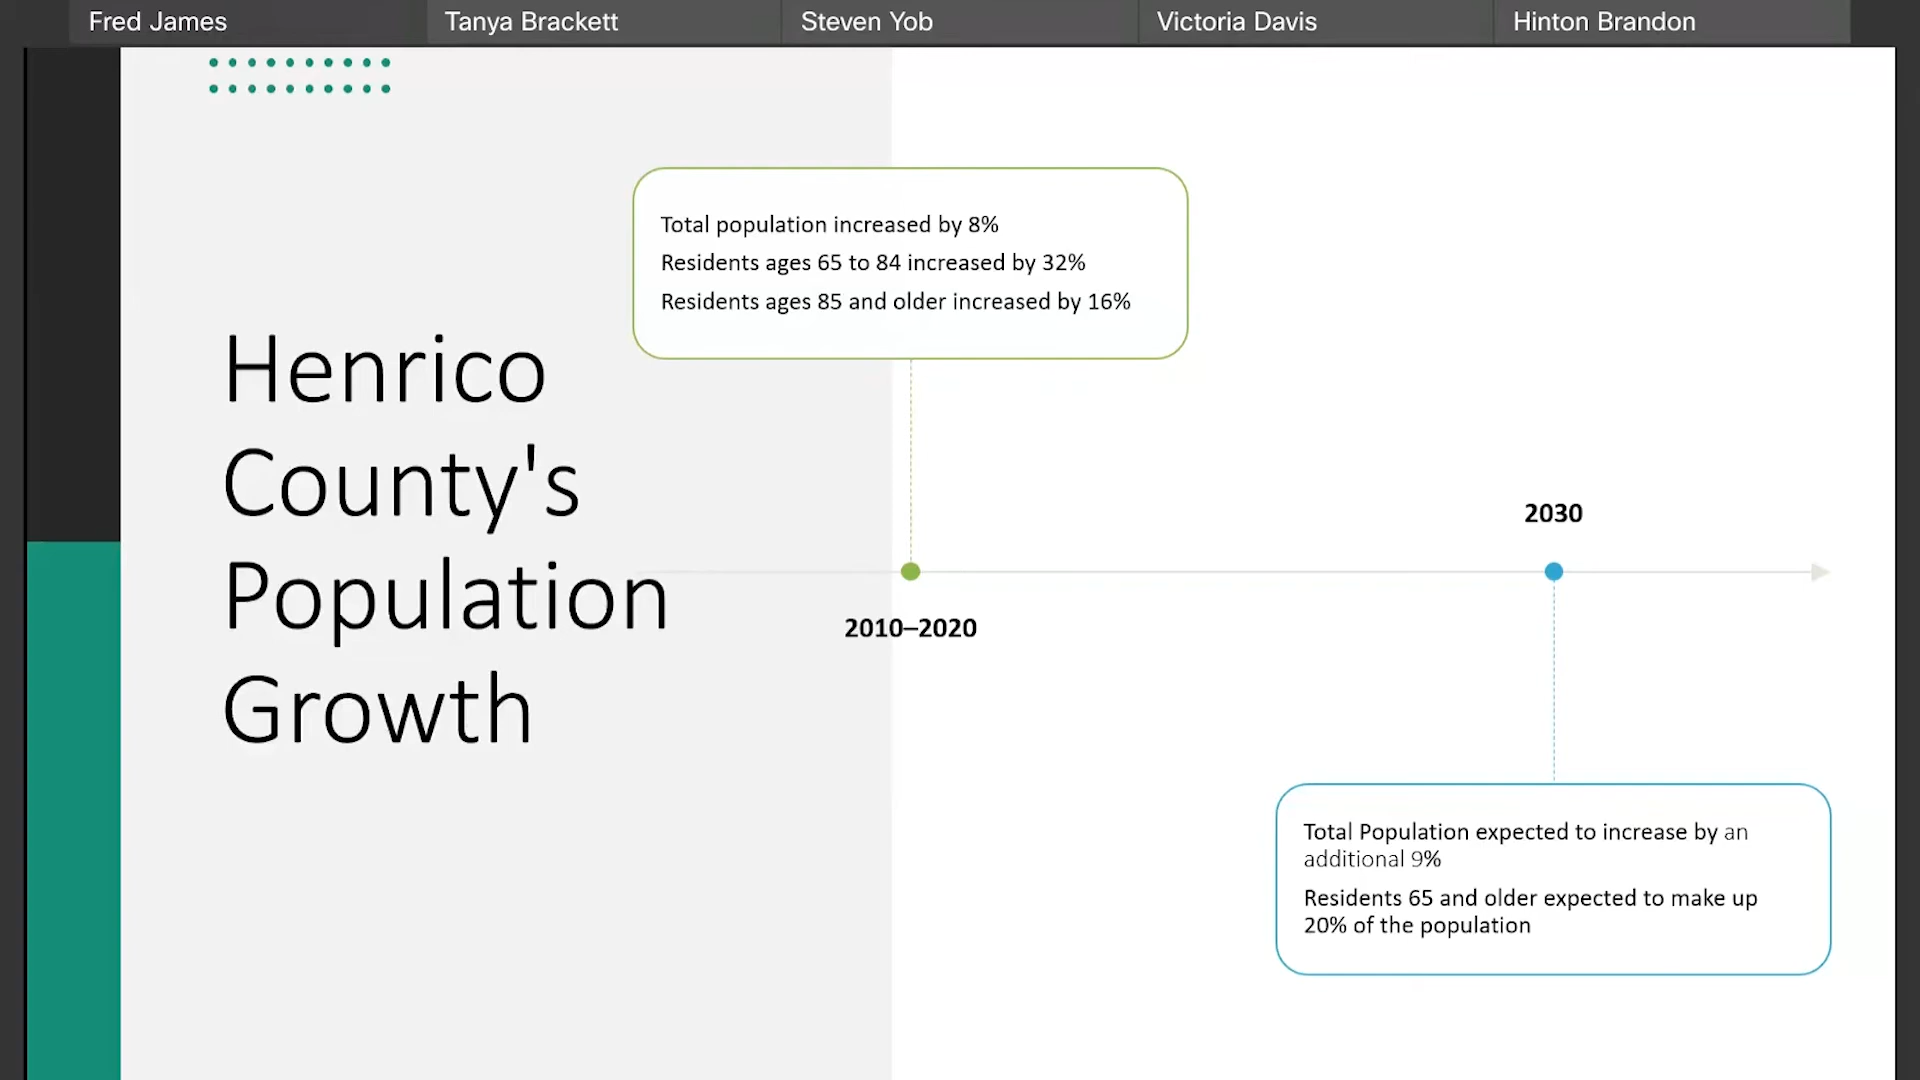 Fred James
Tanya Brackett
Steven Yob
Victoria Davis
Hinton Brandon
Henrico
County's
Population
Growth
Total population increased by 8%
Residents ages 65 to 84 increased by 32%
Residents ages 85 and older increased by 16%
2010–2020
2030
Total Population expected to increase by an
additional 9%
Residents 65 and older expected to make up
20% of the population